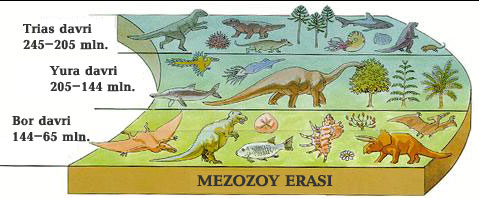 Trias davri
245–205 mln.
Yura davri
205–144 mln.
Bor davri
144–65 mln.
MEZOZOY ERASI